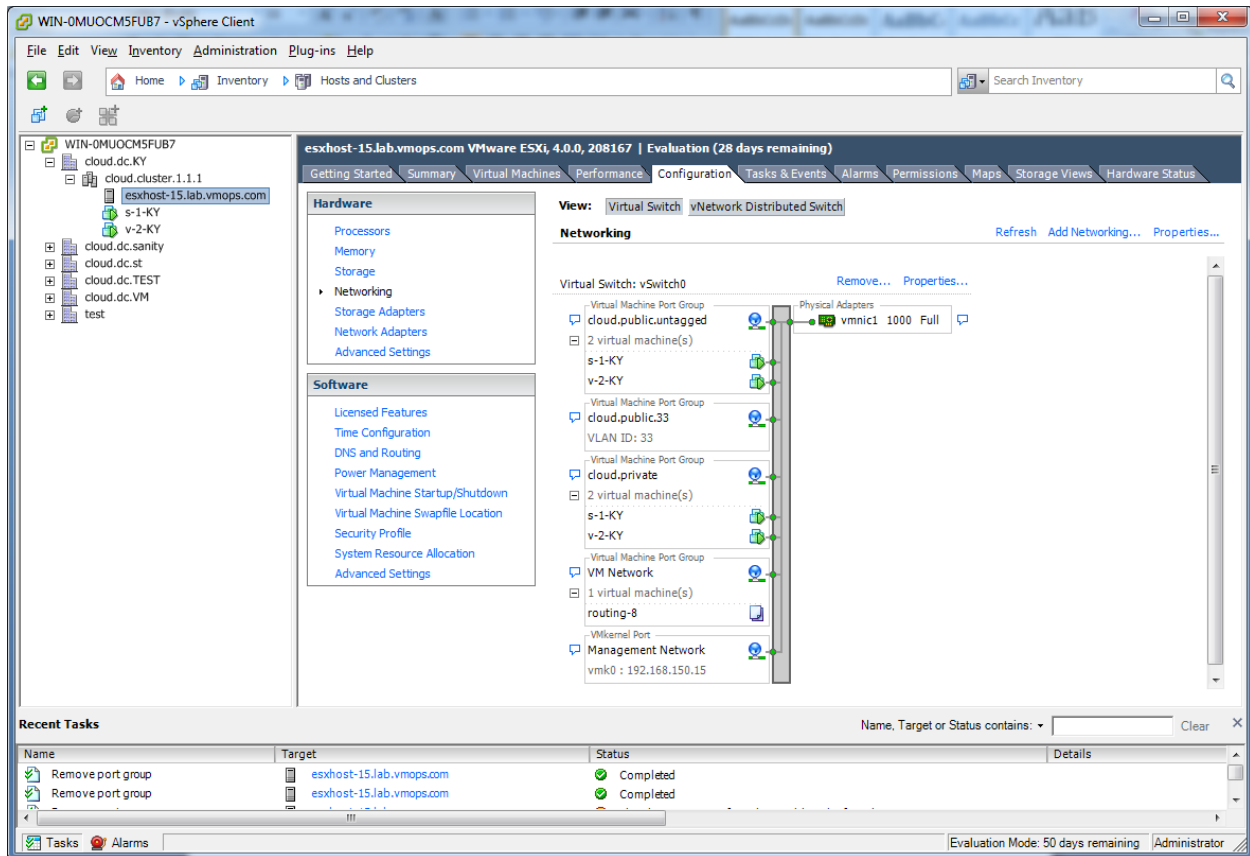 WIN-0MUOCM5FUB7 - vSphere Client
File Edit View Inventory Administration Plug-ins Help
Home Inventory Hosts and Clusters
Search Inventory
WIN-0MUOCM5FUB7
cloud.dc.KY
cloud.cluster.1.1.1
esxhost-15.lab.vmops.com
s-1-KY
v-2-KY
cloud.dc.sanity
cloud.dc.st
cloud.dc.TEST
cloud.dc.VM
test
esxhost-15.lab.vmops.com VMware ESXi, 4.0.0, 208167 | Evaluation (28 days remaining)
Getting Started Summary Virtual Machines Performance Configuration Tasks & Events Alarms Permissions Maps Storage Views Hardware Status
Hardware
Processors
Memory
Storage
Networking
Storage Adapters
Network Adapters
Advanced Settings
Software
Licensed Features
Time Configuration
DNS and Routing
Power Management
Virtual Machine Startup/Shutdown
Virtual Machine Swapfile Location
Security Profile
System Resource Allocation
Advanced Settings
View: Virtual Switch vNetwork Distributed Switch
Networking Refresh Add Networking... Properties...
Virtual Switch: vSwitch0 Remove... Properties...
Virtual Machine Port Group Physical Adapters
cloud.public.untagged vmnic1 1000 Full
2 virtual machine(s)
s-1-KY
v-2-KY
Virtual Machine Port Group
cloud.public.33
VLAN ID: 33
Virtual Machine Port Group
cloud.private
2 virtual machine(s)
s-1-KY
v-2-KY
Virtual Machine Port Group
VM Network
1 virtual machine(s)
routing-8
VMkernel Port
Management Network
vmk0 : 192.168.150.15
Recent Tasks Name, Target or Status contains: Clear
Name Target Status Details
Remove port group esxhost-15.lab.vmops.com Completed
Remove port group esxhost-15.lab.vmops.com Completed
Tasks Alarms Evaluation Mode: 50 days remaining Administrator